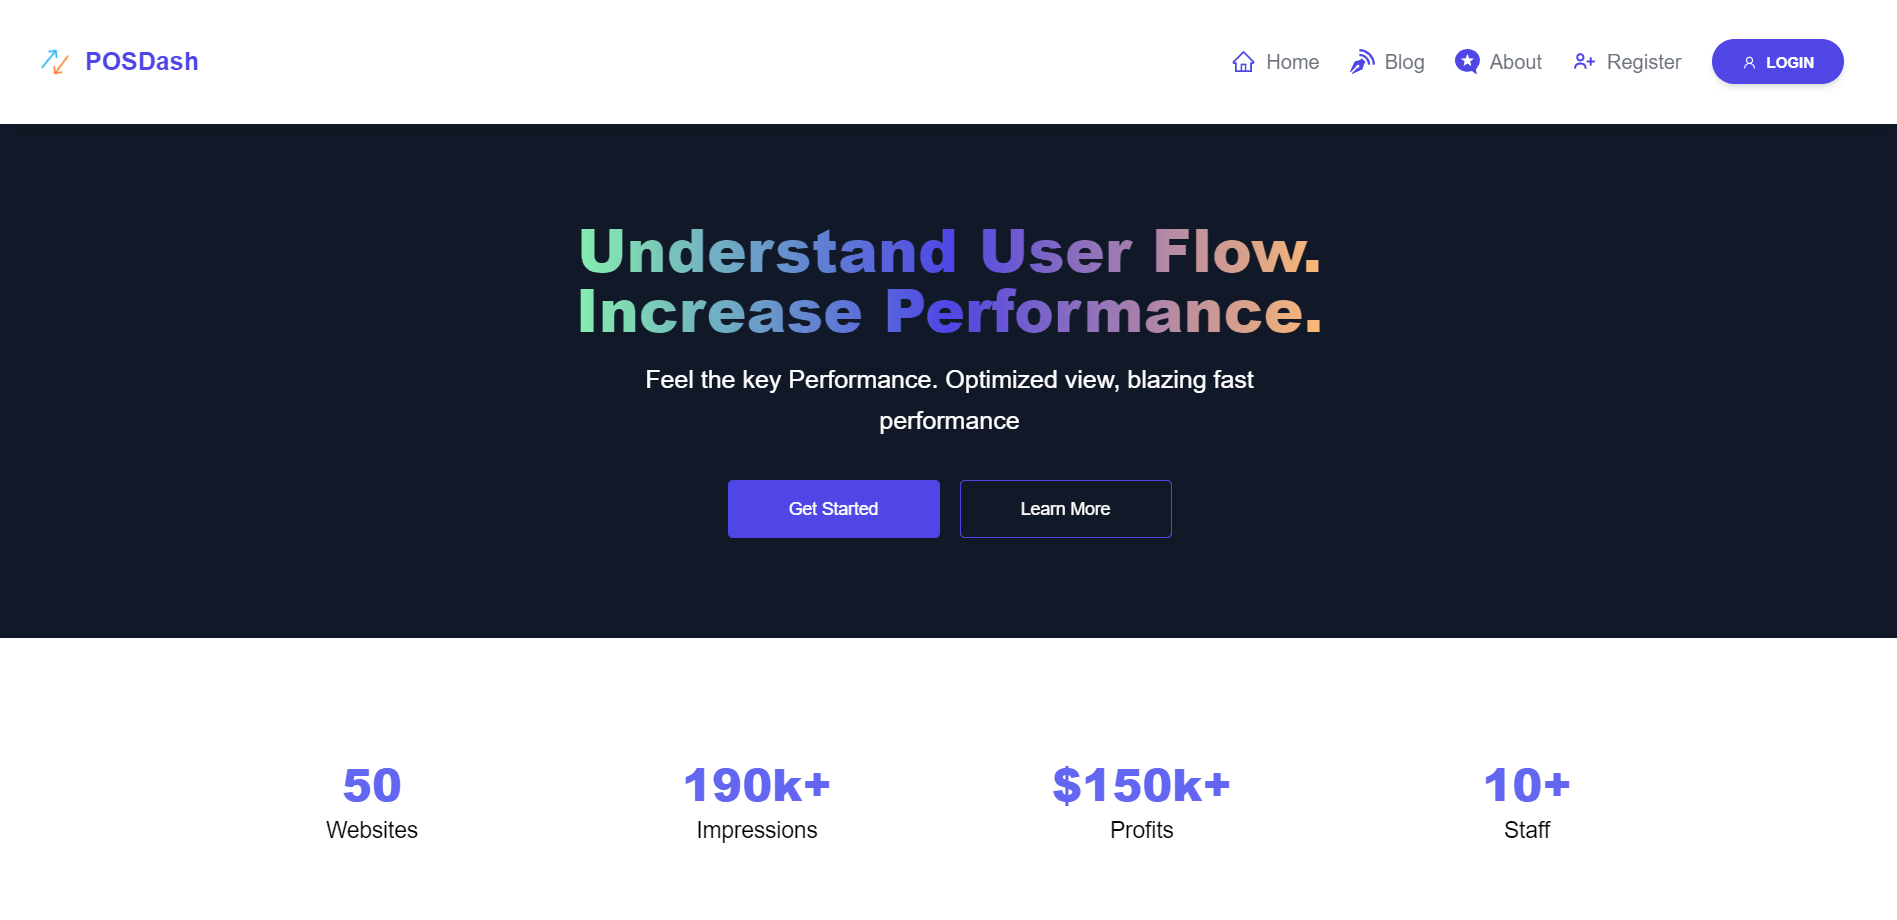 POSDash
Home
Blog
About
Register
LOGIN
Understand User Flow.
Increase Performance.
Feel the key Performance. Optimized view, blazing fast
performance
Get Started
Learn More
50
Websites
190k+
Impressions
$150k+
Profits
10+
Staff